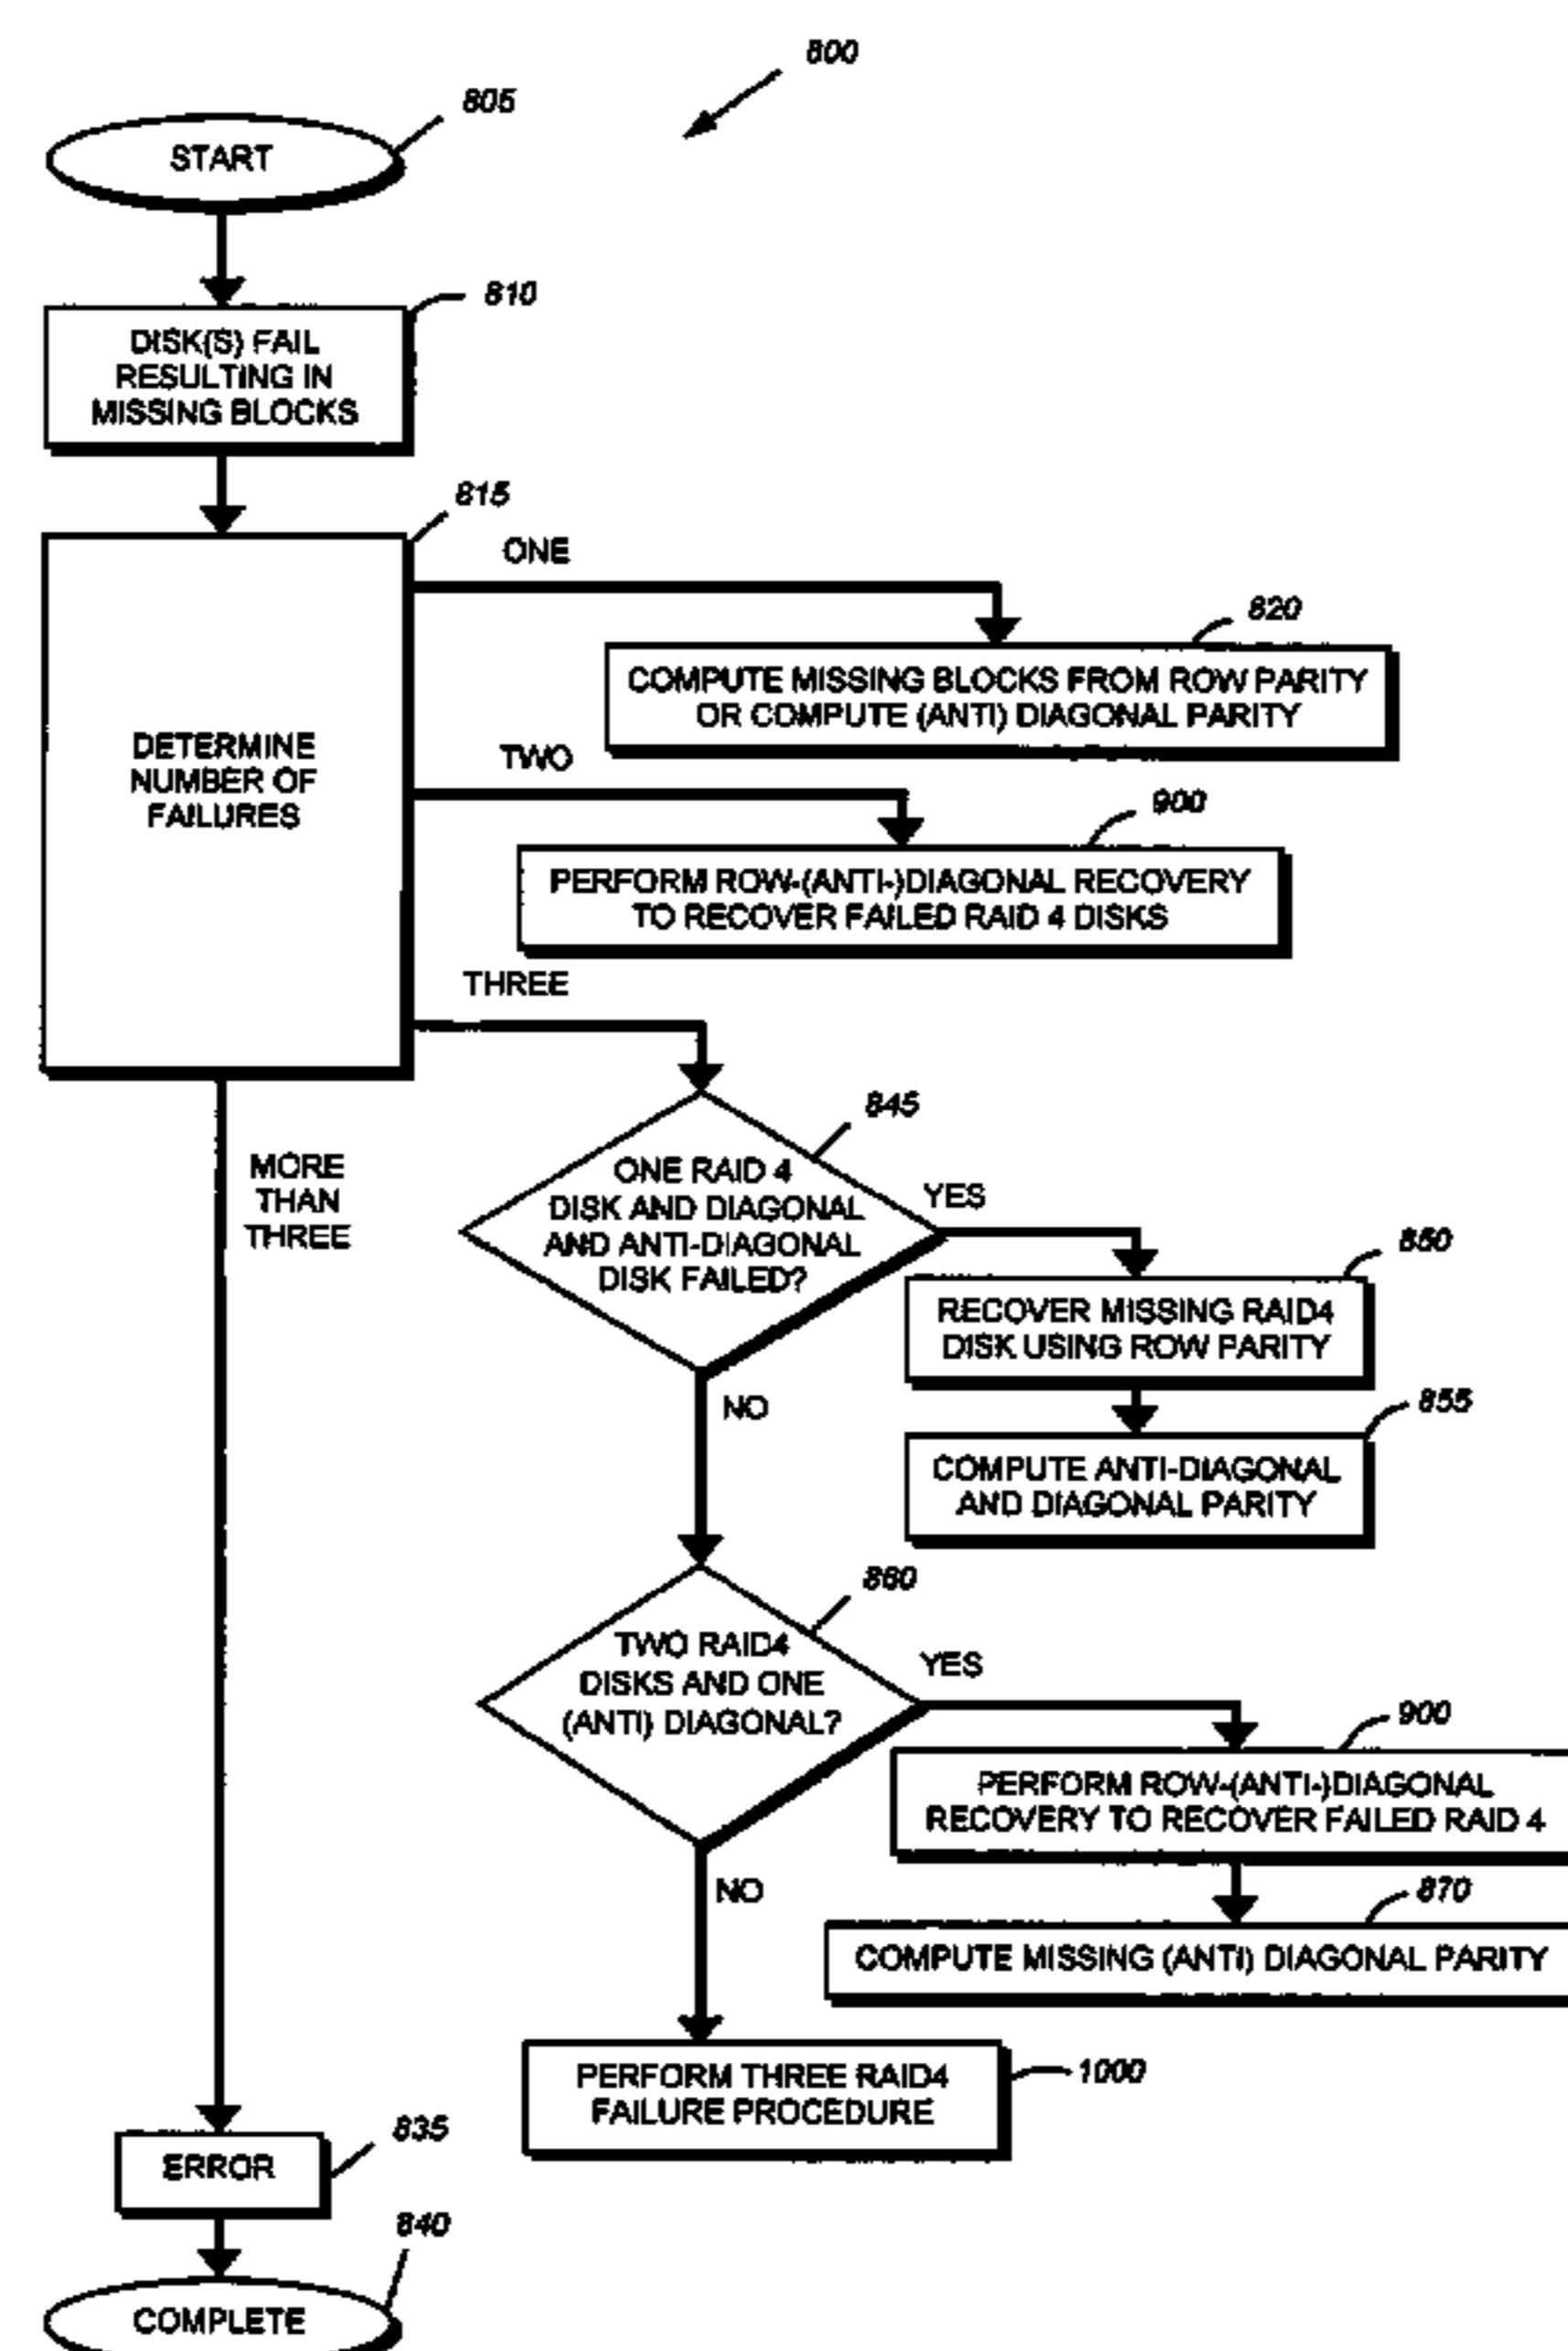 800
805
START
810
DISK(S) FAIL
RESULTING IN
MISSING BLOCKS
815
DETERMINE
NUMBER OF
FAILURES
ONE
820
COMPUTE MISSING BLOCKS FROM ROW PARITY
OR COMPUTE (ANTI) DIAGONAL PARITY
TWO
900
PERFORM ROW-(ANTI-)DIAGONAL RECOVERY
TO RECOVER FAILED RAID 4 DISKS
THREE
845
ONE RAID 4
DISK AND DIAGONAL
AND ANTI-DIAGONAL
DISK FAILED?
YES
850
RECOVER MISSING RAID4
DISK USING ROW PARITY
855
COMPUTE ANTI-DIAGONAL
AND DIAGONAL PARITY
NO
MORE
THAN
THREE
860
TWO RAID4
DISKS AND ONE
(ANTI) DIAGONAL?
YES
900
PERFORM ROW-(ANTI-)DIAGONAL
RECOVERY TO RECOVER FAILED RAID 4
870
COMPUTE MISSING (ANTI) DIAGONAL PARITY
NO
PERFORM THREE RAID4
FAILURE PROCEDURE
1000
835
ERROR
840
COMPLETE